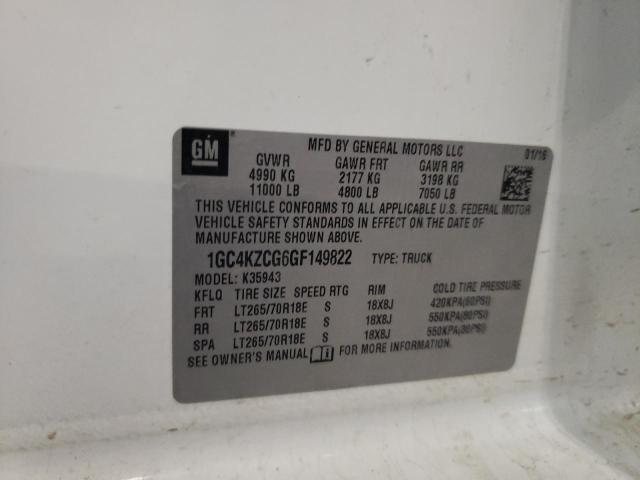 GM
MFD BY GENERAL MOTORS LLC 01/16
GVWR GAWR FRT GAWR RR
4990 KG 2177 KG 3198 KG
11000 LB 4800 LB 7050 LB
THIS VEHICLE CONFORMS TO ALL APPLICABLE U.S. FEDERAL MOTOR
VEHICLE SAFETY STANDARDS IN EFFECT ON THE DATE OF
MANUFACTURE SHOWN ABOVE.
1GC4KZCG6GF149822 TYPE: TRUCK
MODEL: K35943
KFLQ TIRE SIZE SPEED RTG RIM COLD TIRE PRESSURE
FRT LT265/70R18E S 18X8J 420KPA(60PSI)
RR LT265/70R18E S 18X8J 550KPA(80PSI)
SPA LT265/70R18E S 18X8J 550KPA(80PSI)
SEE OWNER'S MANUAL FOR MORE INFORMATION.